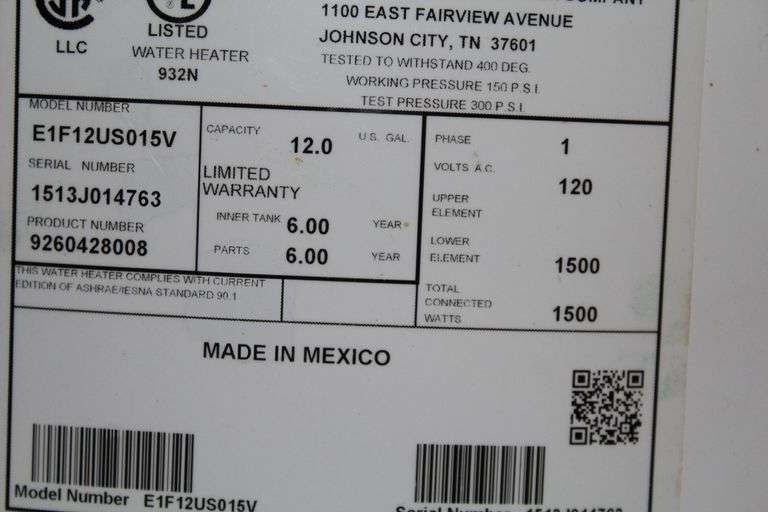 LLC
LISTED
WATER HEATER
932N
1100 EAST FAIRVIEW AVENUE
JOHNSON CITY, TN 37601
TESTED TO WITHSTAND 400 DEG.
WORKING PRESSURE 150 P.S.I.
TEST PRESSURE 300 P.S.I.
MODEL NUMBER
E1F12US015V
SERIAL NUMBER
1513J014763
PRODUCT NUMBER
9260428008
CAPACITY 12.0 U.S. GAL.
LIMITED
WARRANTY
INNER TANK 6.00 YEAR
PARTS 6.00 YEAR
PHASE 1
VOLTS A.C. 120
UPPER
ELEMENT
LOWER
ELEMENT 1500
TOTAL
CONNECTED
WATTS 1500
THIS WATER HEATER COMPLIES WITH CURRENT
EDITION OF ASHRAE/IESNA STANDARD 90.1
MADE IN MEXICO
Model Number E1F12US015V
Serial Number 1513J014763